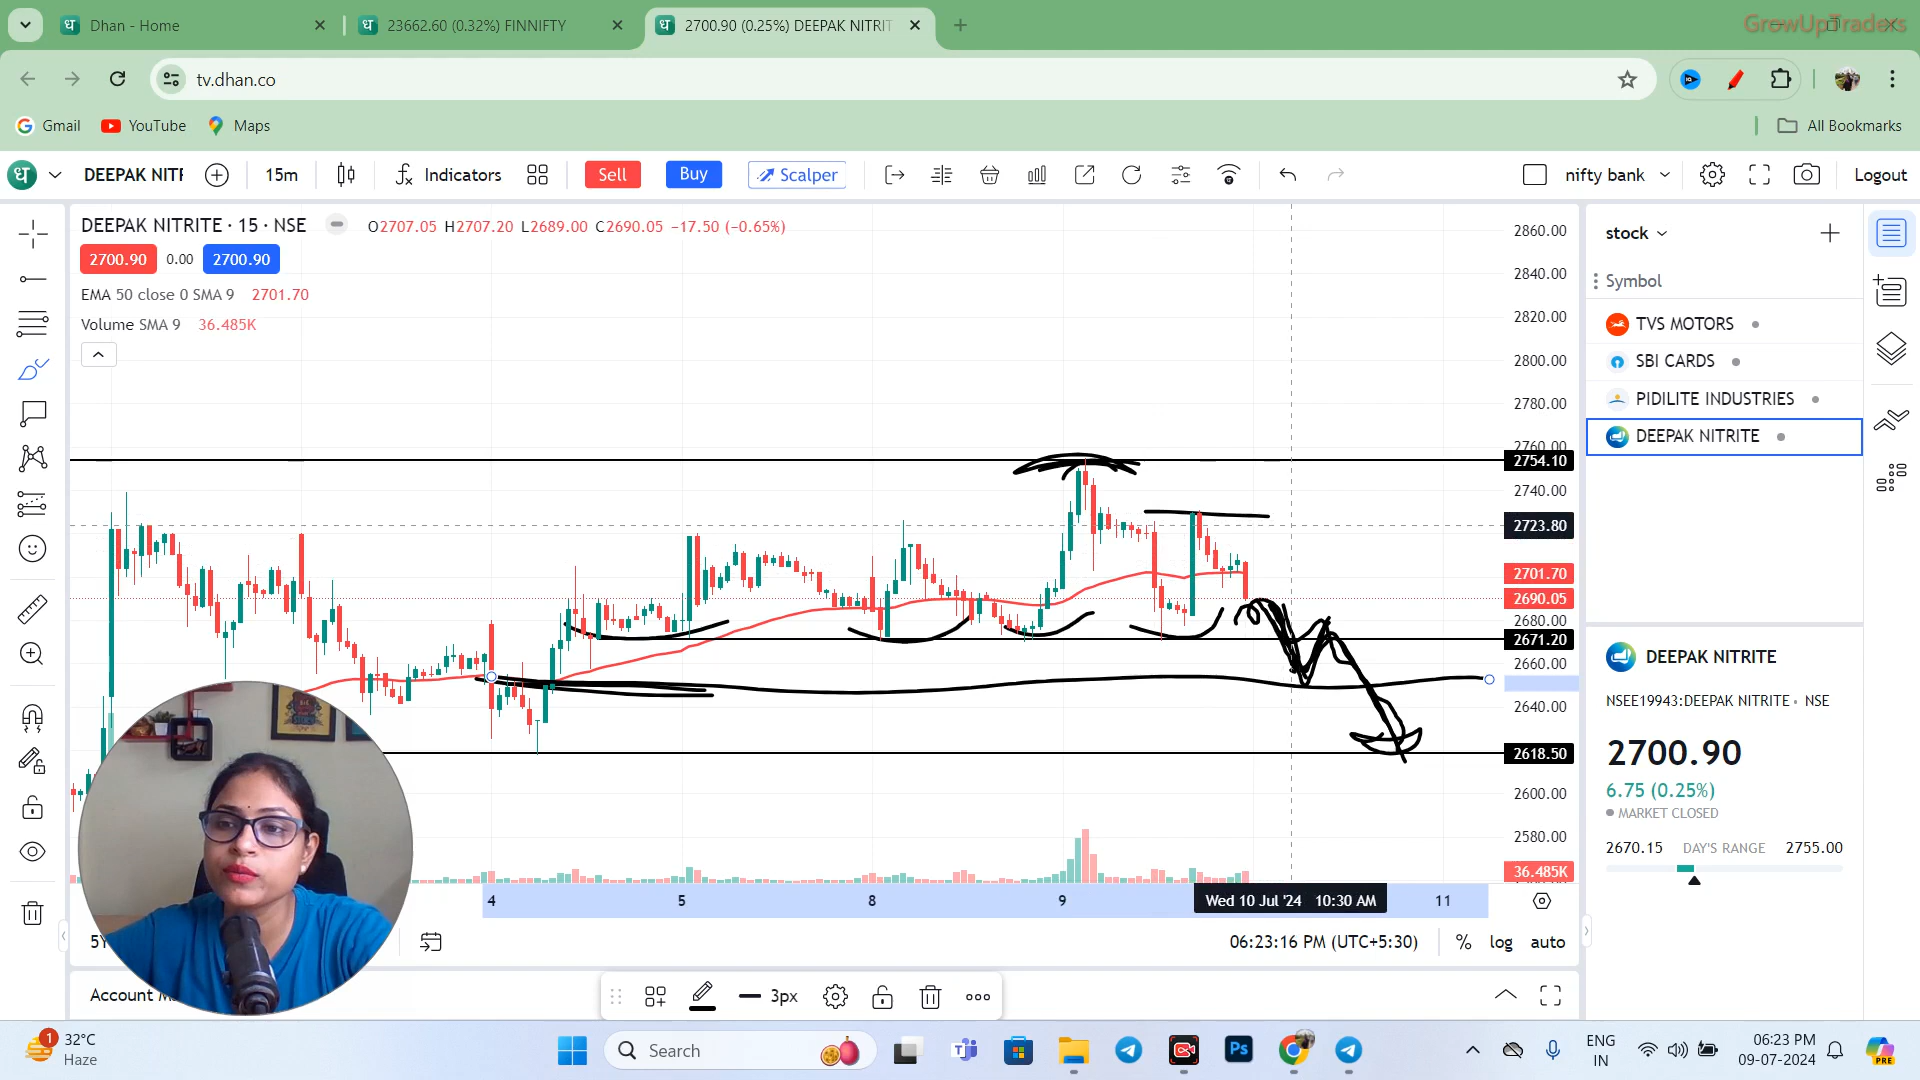 Dhan - Home
23662.60 (0.32%) FINNIFTY
2700.90 (0.25%) DEEPAK NITRIT
GrowUpTraders
tv.dhan.co
Gmail
YouTube
Maps
All Bookmarks
DEEPAK NITR
15m
Indicators
Sell
Buy
Scalper
nifty bank
Logout
DEEPAK NITRITE · 15 · NSE
O2707.05 H2707.20 L2689.00 C2690.05 −17.50 (−0.65%)
2700.90
0.00
2700.90
EMA 50 close 0 SMA 9 2701.70
Volume SMA 9 36.485K
2860.00
2840.00
2820.00
2800.00
2780.00
2760.00
2754.10
2740.00
2723.80
2701.70
2690.05
2680.00
2671.20
2660.00
2640.00
2618.50
2600.00
2580.00
36.485K
4
5
8
9
Wed 10 Jul '24 10:30 AM
11
5Y
06:23:16 PM (UTC+5:30)
%
log
auto
Account
3px
stock
Symbol
TVS MOTORS
SBI CARDS
PIDILITE INDUSTRIES
DEEPAK NITRITE
DEEPAK NITRITE
NSEE19943:DEEPAK NITRITE • NSE
2700.90
6.75 (0.25%)
MARKET CLOSED
2670.15 DAY'S RANGE 2755.00
1
32°C
Haze
Search
Ps
ENG
IN
06:23 PM
09-07-2024
PRE